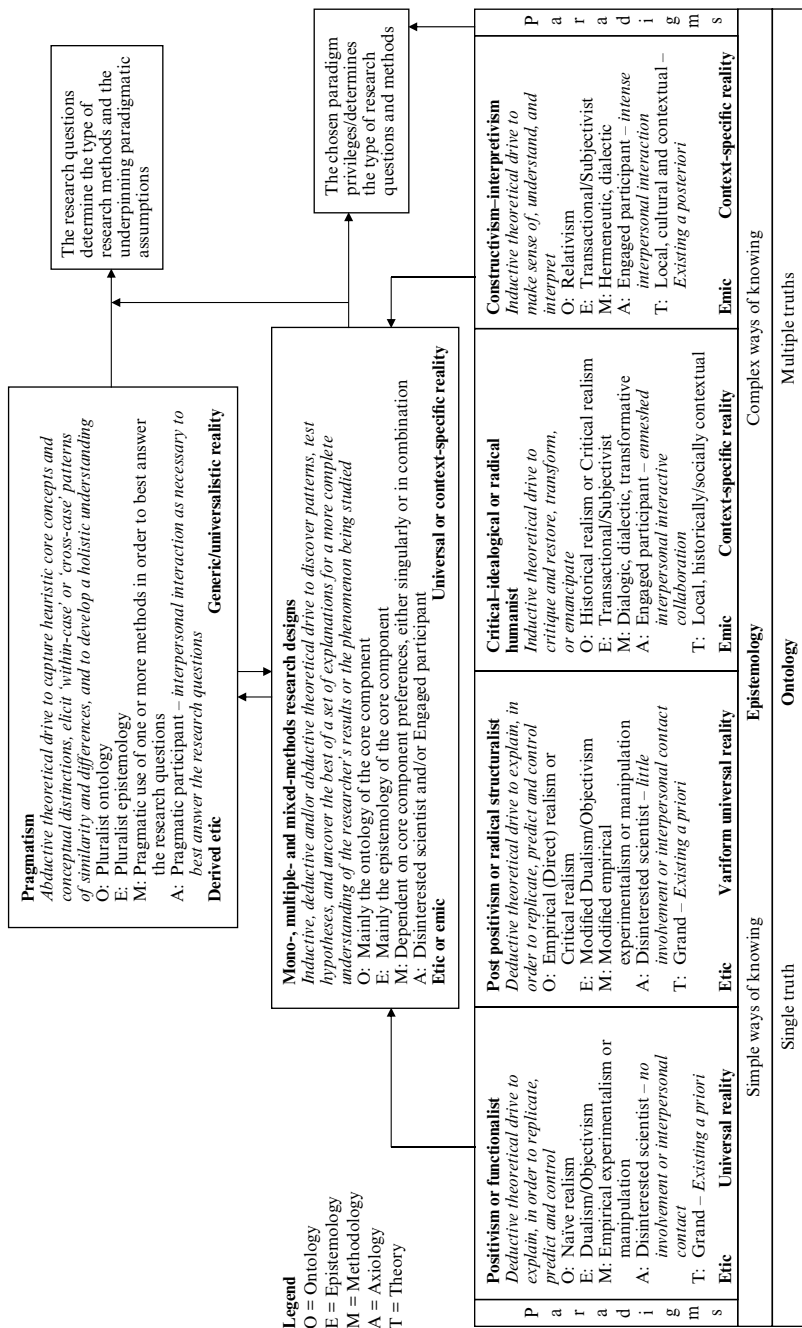 Pragmatism
Abductive theoretical drive to capture heuristic core concepts and
conceptual distinctions, elicit ‘within-case’ or ‘cross-case’ patterns
of similarity and differences, and to develop a holistic understanding
O: Pluralist ontology
E: Pluralist epistemology
M: Pragmatic use of one or more methods in order to best answer
the research questions
A: Pragmatic participant – interpersonal interaction as necessary to
best answer the research questions
Derived etic Generic/universalistic reality
The research questions
determine the type of
research methods and the
underpinning paradigmatic
assumptions
Legend
O = Ontology
E = Epistemology
M = Methodology
A = Axiology
T = Theory
Mono-, multiple- and mixed-methods research designs
Inductive, deductive and/or abductive theoretical drive to discover patterns, test
hypotheses, and uncover the best of a set of explanations for a more complete
understanding of the researcher’s results or the phenomenon being studied
O: Mainly the ontology of the core component
E: Mainly the epistemology of the core component
M: Dependent on core component preferences, either singularly or in combination
A: Disinterested scientist and/or Engaged participant
Etic or emic Universal or context-specific reality
The chosen paradigm
privileges/determines
the type of research
questions and methods
P
a
r
a
d
i
g
m
s
Positivism or functionalist
Deductive theoretical drive to
explain, in order to replicate,
predict and control
O: Naïve realism
E: Dualism/Objectivism
M: Empirical experimentalism or
manipulation
A: Disinterested scientist – no
involvement or interpersonal
contact
T: Grand – Existing a priori
Etic Universal reality
Post positivism or radical structuralist
Deductive theoretical drive to explain, in
order to replicate, predict and control
O: Empirical (Direct) realism or
Critical realism
E: Modified Dualism/Objectivism
M: Modified empirical
experimentalism or manipulation
A: Disinterested scientist – little
involvement or interpersonal contact
T: Grand – Existing a priori
Etic Variform universal reality
Critical–idealogical or radical
humanist
Inductive theoretical drive to
critique and restore, transform,
or emancipate
O: Historical realism or Critical realism
E: Transactional/Subjectivist
M: Dialogic, dialectic, transformative
A: Engaged participant – enmeshed
interpersonal interactive
collaboration
T: Local, historically/socially contextual
Emic Context-specific reality
Constructivism–interpretivism
Inductive theoretical drive to
make sense of, understand, and
interpret
O: Relativism
E: Transactional/Subjectivist
M: Hermeneutic, dialectic
A: Engaged participant – intense
interpersonal interaction
T: Local, cultural and contextual –
Existing a posteriori
Emic Context-specific reality
P
a
r
a
d
i
g
m
s
Simple ways of knowing Epistemology Complex ways of knowing
Single truth Ontology Multiple truths